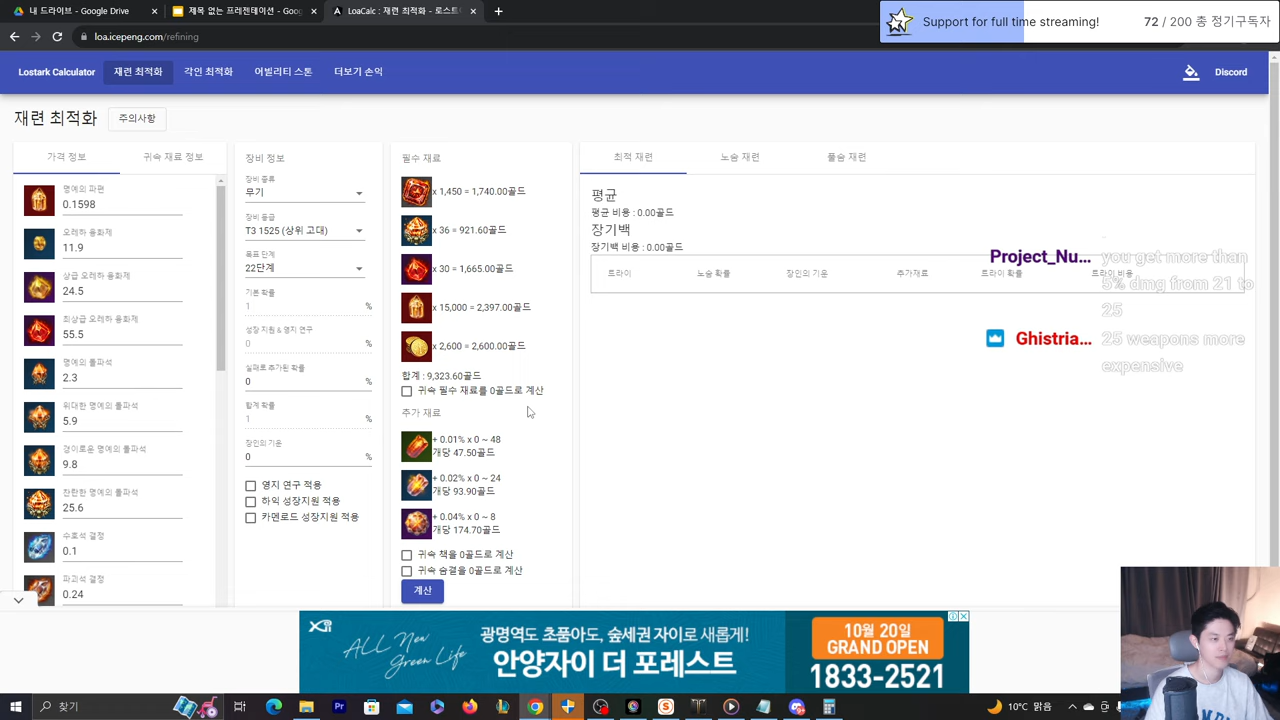 내 드라이브 - Google Drive
제목 없는 프리젠테이션 - Goog
LoaCalc : 재련 최적화 - 로스트
Support for full time streaming!
72 / 200 총 정기구독자
loa.icepeng.com/refining
Lostark Calculator
재련 최적화
각인 최적화
어빌리티 스톤
더보기 손익
Discord
재련 최적화
주의사항
가격 정보
귀속 재료 정보
명예의 파편
0.1598
오레하 융화제
11.9
상급 오레하 융화제
24.5
최상급 오레하 융화제
55.5
명예의 돌파석
2.3
위대한 명예의 돌파석
5.9
경이로운 명예의 돌파석
9.8
찬란한 명예의 돌파석
25.6
수호석 결정
0.1
파괴석 결정
0.24
장비 정보
장비 종류
무기
장비 등급
T3 1525 (상위 고대)
목표 단계
22단계
기본 확률
1 %
성장 지원 & 영지 연구
0 %
실패로 추가된 확률
0 %
합계 확률
1 %
장인의 기운
0 %
영지 연구 적용
하익 성장지원 적용
카멘로드 성장지원 적용
필수 재료
x 1,450 = 1,740.00골드
x 36 = 921.60골드
x 30 = 1,665.00골드
x 15,000 = 2,397.00골드
x 2,600 = 2,600.00골드
합계 : 9,323.60골드
귀속 필수 재료를 0골드로 계산
추가 재료
+ 0.01% x 0 ~ 48
개당 47.50골드
+ 0.02% x 0 ~ 24
개당 93.90골드
+ 0.04% x 0 ~ 8
개당 174.70골드
귀속 책을 0골드로 계산
귀속 숨결을 0골드로 계산
계산
최적 재련
노숨 재련
풀숨 재련
평균
평균 비용 : 0.00골드
장기백
장기백 비용 : 0.00골드
트라이
노숨 확률
장인의 기운
추가재료
트라이 확률
트라이 비용
Project_Nu... you get more than
5% dmg from 21 to
25
Ghistria... 25 weapons more
expensive
ALL New
Green Life
광명역도 초품아도, 숲세권 자이로 새롭게!
안양자이 더 포레스트
10월 20일
GRAND OPEN
1833-2521
찾기
10°C 맑음